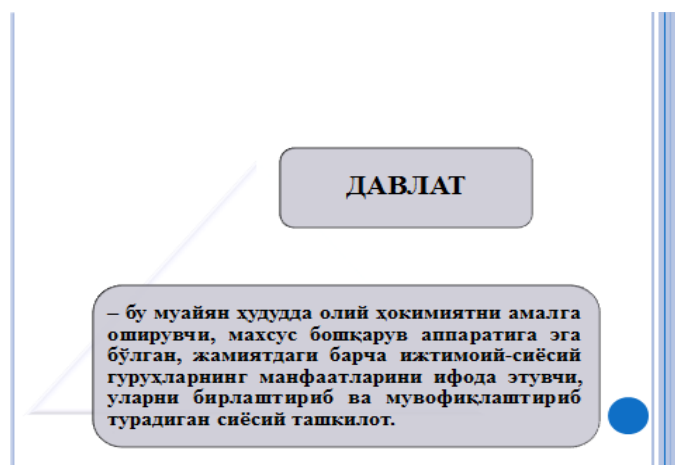 ДАВЛАТ
– бу муайян ҳудудда олий ҳокимиятни амалга
оширувчи, махсус бошқарув аппаратига эга
бўлган, жамиятдаги барча ижтимоий-сиёсий
гуруҳларнинг манфаатларини ифода этувчи,
уларни бирлаштириб ва мувофиқлаштириб
турадиган сиёсий ташкилот.